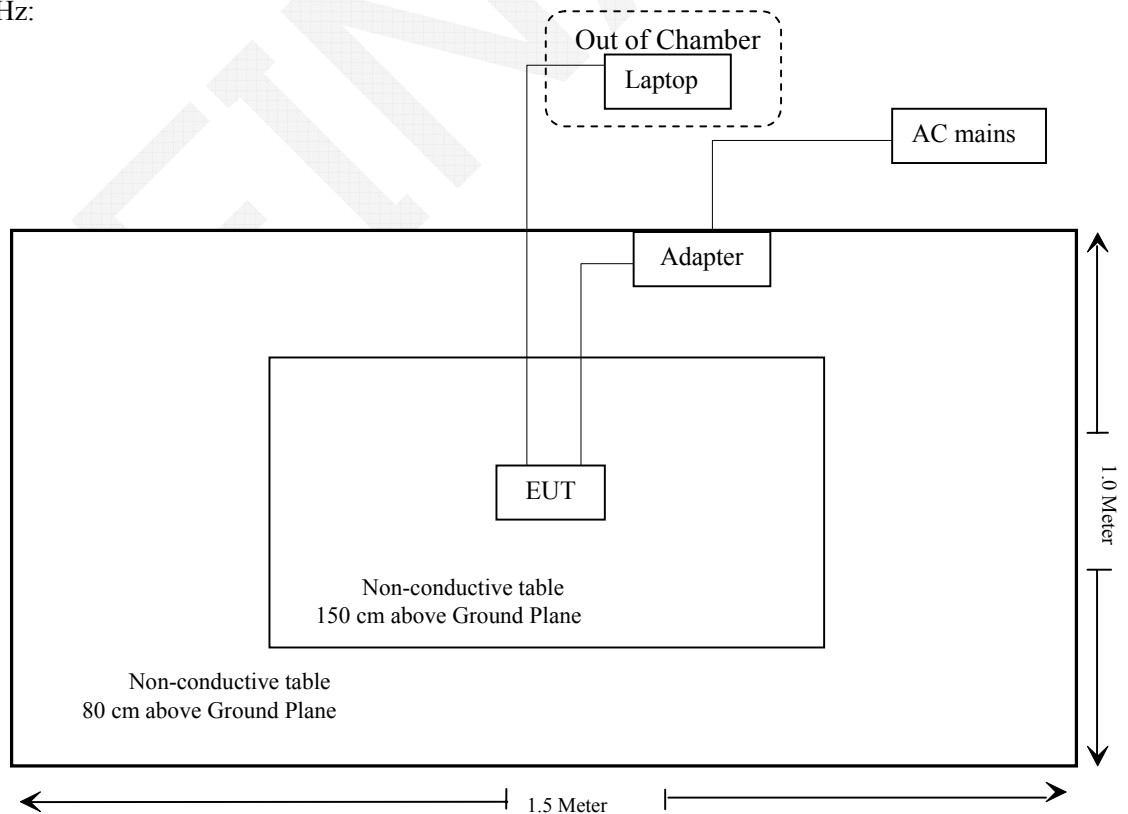 Hz:
Out of Chamber
Laptop
AC mains
Adapter
EUT
1.0 Meter
Non-conductive table
150 cm above Ground Plane
Non-conductive table
80 cm above Ground Plane
1.5 Meter